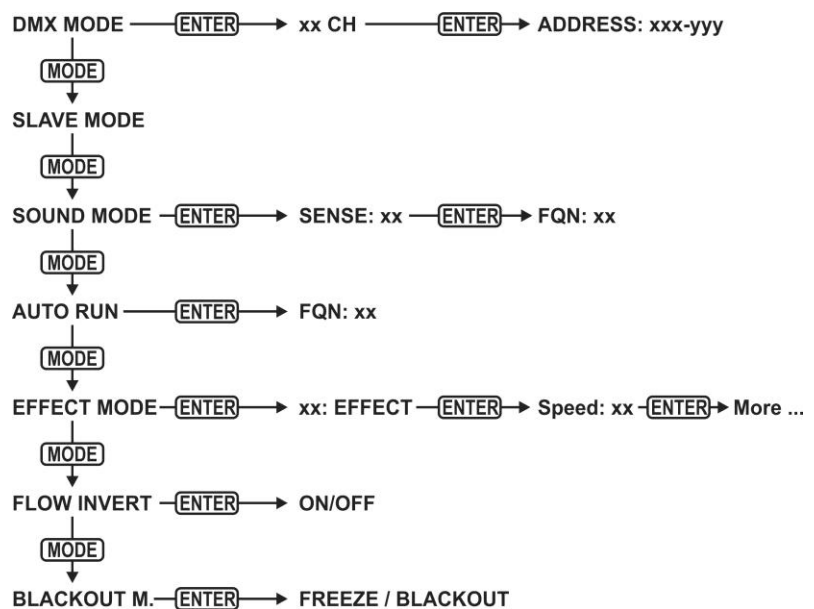 DMX MODE ENTER xx CH ENTER ADDRESS: xxx-yyy
MODE
SLAVE MODE
MODE
SOUND MODE ENTER SENSE: xx ENTER FQN: xx
MODE
AUTO RUN ENTER FQN: xx
MODE
EFFECT MODE ENTER xx: EFFECT ENTER Speed: xx ENTER More ...
MODE
FLOW INVERT ENTER ON/OFF
MODE
BLACKOUT M. ENTER FREEZE / BLACKOUT